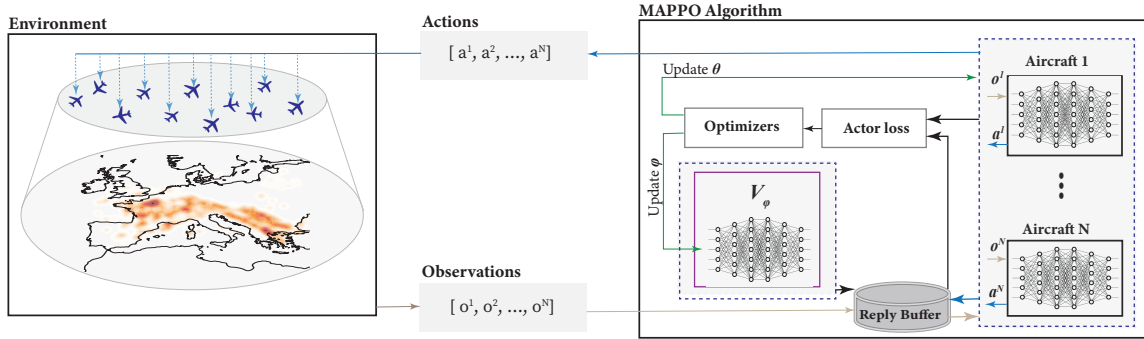 Environment
Actions
[ a¹, a², ..., aᴺ]
Observations
[ o¹, o², ..., oᴺ]
MAPPO Algorithm
Update θ
Optimizers
Actor loss
Update φ
Vφ
Reply Buffer
Aircraft 1
o¹
a¹
Aircraft N
oᴺ
aᴺ